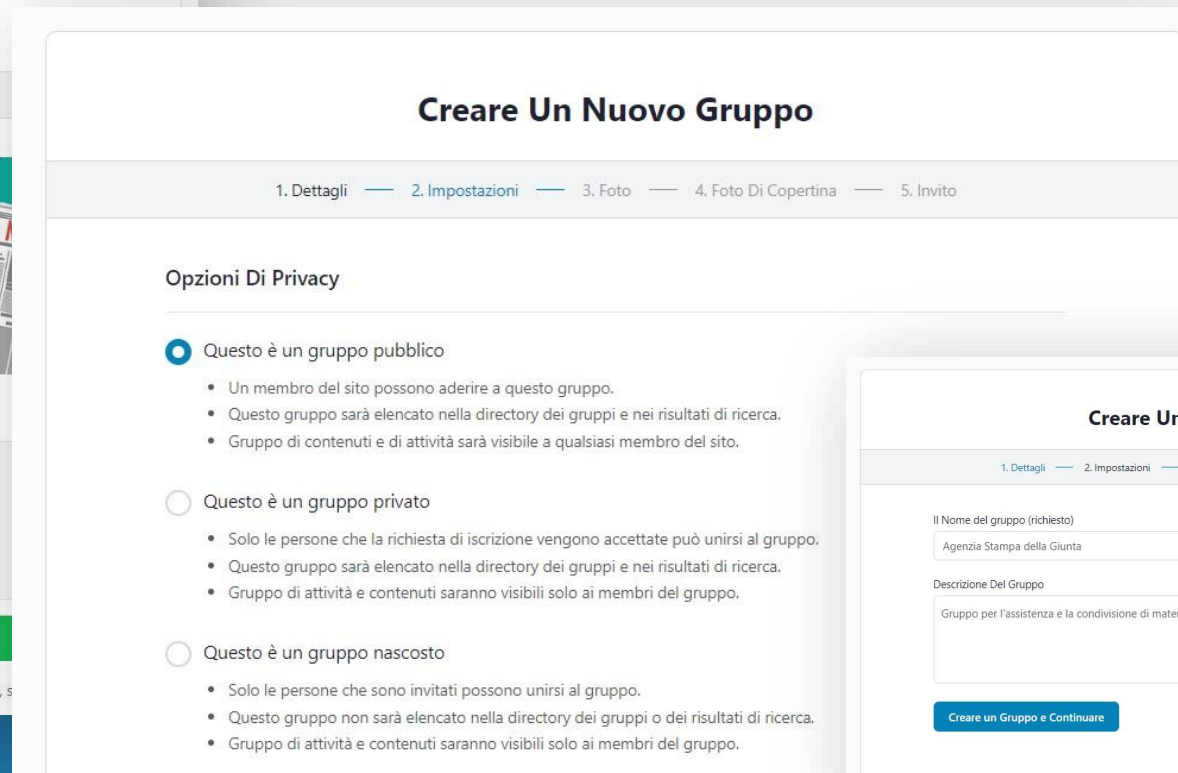 Creare Un Nuovo Gruppo
1. Dettagli
2. Impostazioni
3. Foto
4. Foto Di Copertina
5. Invito
Opzioni Di Privacy
Questo è un gruppo pubblico
Un membro del sito possono aderire a questo gruppo.
Questo gruppo sarà elencato nella directory dei gruppi e nei risultati di ricerca.
Gruppo di contenuti e di attività sarà visibile a qualsiasi membro del sito.
Questo è un gruppo privato
Solo le persone che la richiesta di iscrizione vengono accettate può unirsi al gruppo.
Questo gruppo sarà elencato nella directory dei gruppi e nei risultati di ricerca.
Gruppo di attività e contenuti saranno visibili solo ai membri del gruppo.
Questo è un gruppo nascosto
Solo le persone che sono invitati possono unirsi al gruppo.
Questo gruppo non sarà elencato nella directory dei gruppi o dei risultati di ricerca.
Gruppo di attività e contenuti saranno visibili solo ai membri del gruppo.
Creare Un
1. Dettagli
2. Impostazioni
Il Nome del gruppo (richiesto)
Agenzia Stampa della Giunta
Descrizione Del Gruppo
Gruppo per l'assistenza e la condivisione di mater
Creare un Gruppo e Continuare